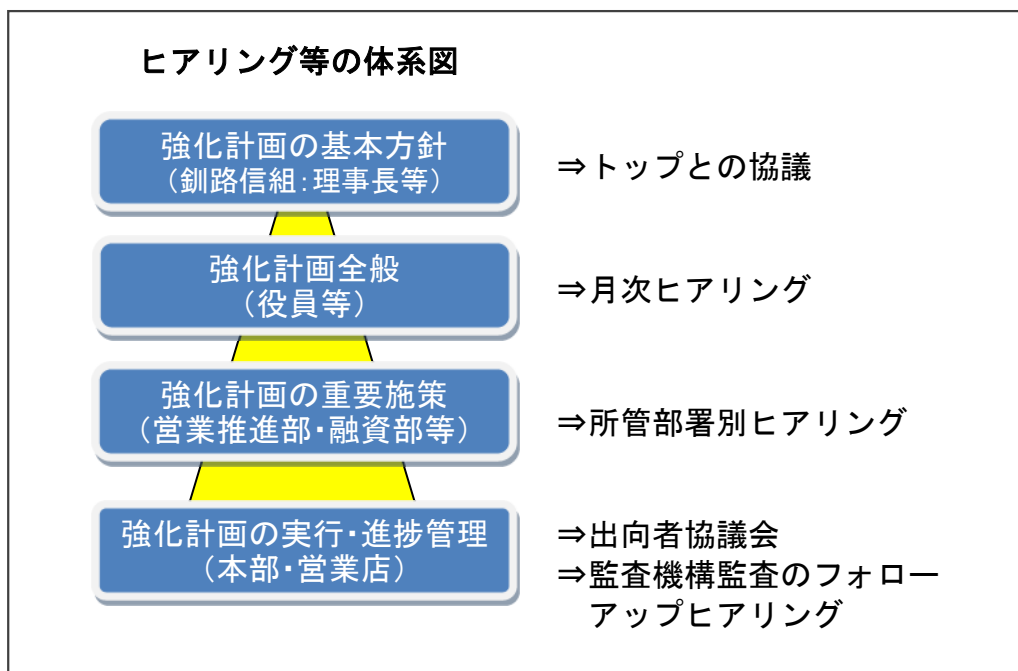 ヒアリング等の体系図
強化計画の基本方針
（釧路信組：理事長等）
⇒トップとの協議
強化計画全般
（役員等）
⇒月次ヒアリング
強化計画の重要施策
（営業推進部・融資部等）
⇒所管部署別ヒアリング
強化計画の実行・進捗管理
（本部・営業店）
⇒出向者協議会
⇒監査機構監査のフォロー
アップヒアリング